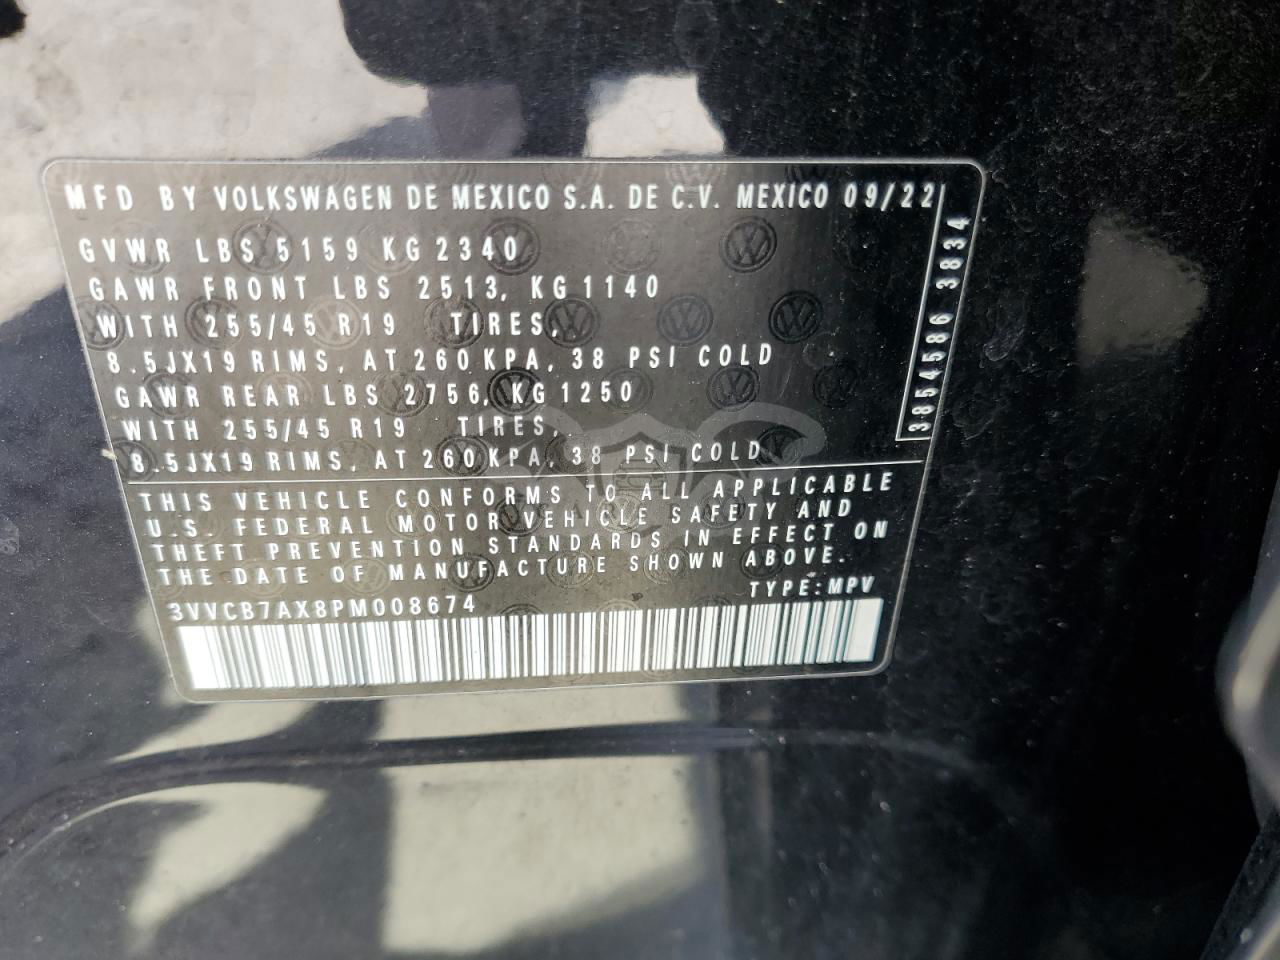 MFD BY VOLKSWAGEN DE MEXICO S.A. DE C.V. MEXICO 09/22
GVWR LBS 5159 KG 2340
GAWR FRONT LBS 2513, KG 1140
WITH 255/45 R19 TIRES,
8.5JX19 RIMS, AT 260 KPA, 38 PSI COLD
GAWR REAR LBS 2756, KG 1250
WITH 255/45 R19 TIRES,
8.5JX19 RIMS, AT 260 KPA, 38 PSI COLD
THIS VEHICLE CONFORMS TO ALL APPLICABLE
U.S. FEDERAL MOTOR VEHICLE SAFETY AND
THEFT PREVENTION STANDARDS IN EFFECT ON
THE DATE OF MANUFACTURE SHOWN ABOVE.
TYPE:MPV
3VVCB7AX8PM008674
3854586 3834